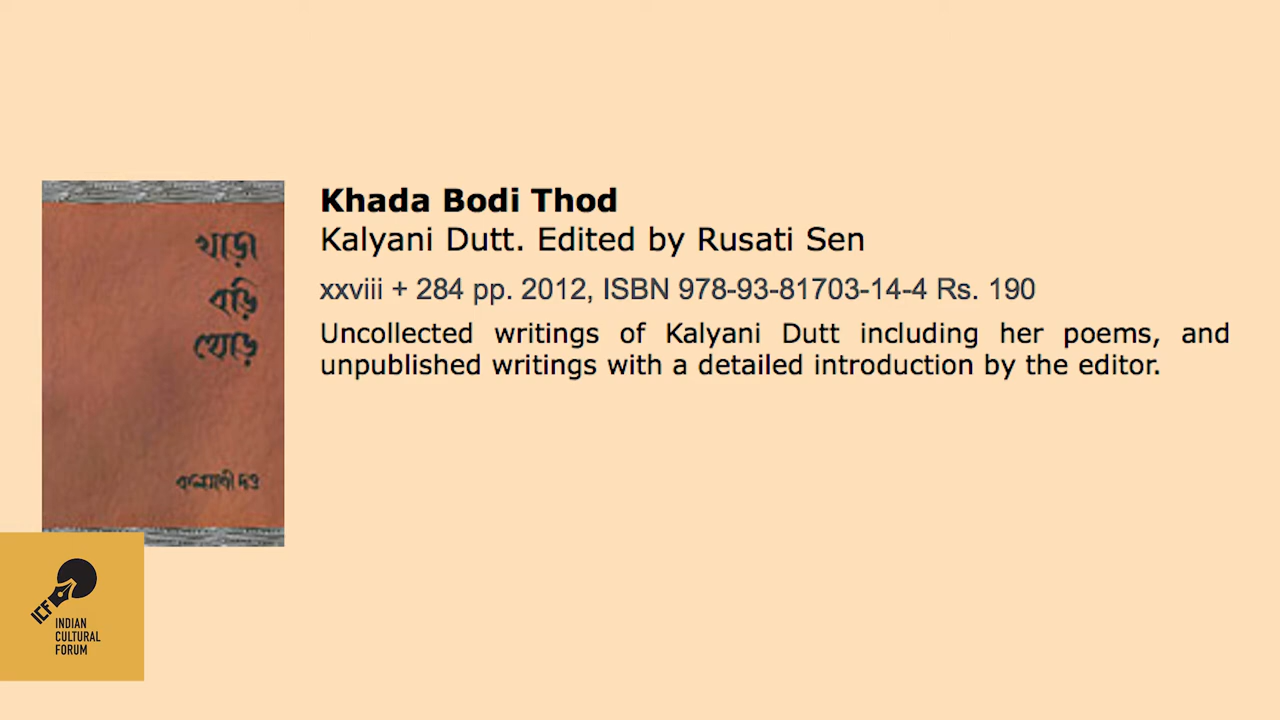 খাড়া
বড়ি
থোড়
কল্যাণী দত্ত
Khada Bodi Thod
Kalyani Dutt. Edited by Rusati Sen
xxviii + 284 pp. 2012, ISBN 978-93-81703-14-4 Rs. 190
Uncollected writings of Kalyani Dutt including her poems, and
unpublished writings with a detailed introduction by the editor.
ICF
INDIAN
CULTURAL
FORUM